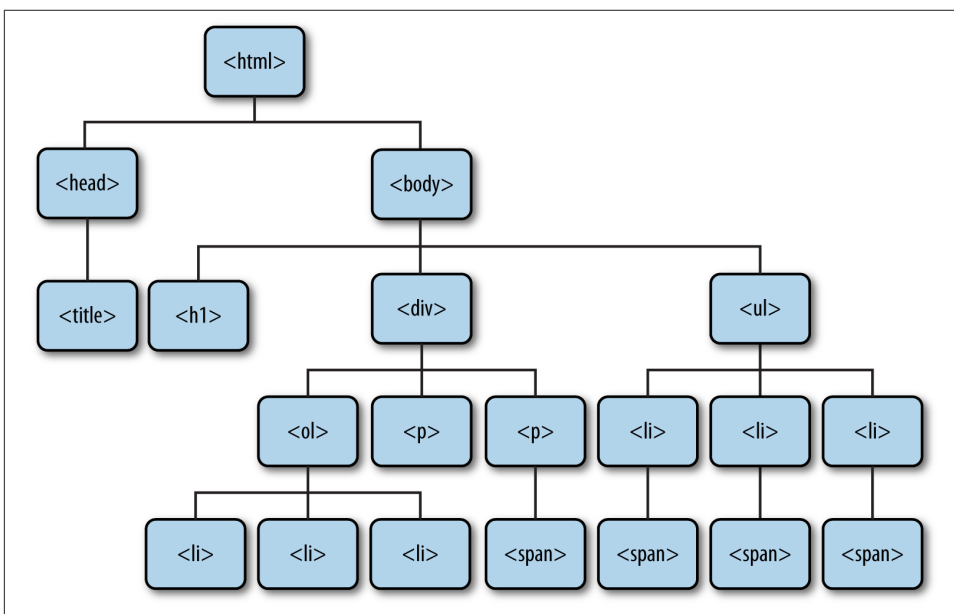 <html>
<head>
<body>
<title>
<h1>
<div>
<ul>
<ol>
<p>
<p>
<li>
<li>
<li>
<li>
<li>
<li>
<span>
<span>
<span>
<span>